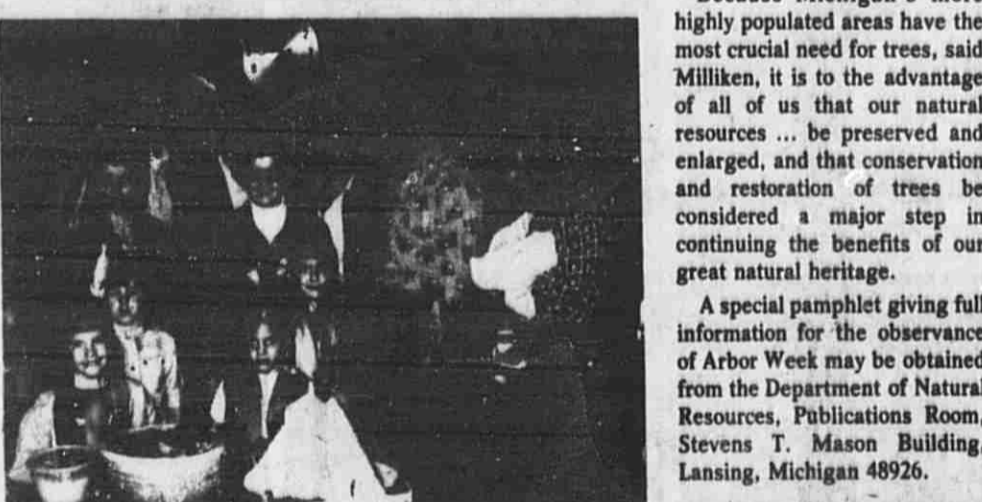 highly populated areas have the
most crucial need for trees, said
Milliken, it is to the advantage
of all of us that our natural
resources ... be preserved and
enlarged, and that conservation
and restoration of trees be
considered a major step in
continuing the benefits of our
great natural heritage.
A special pamphlet giving full
information for the observance
of Arbor Week may be obtained
from the Department of Natural
Resources, Publications Room,
Stevens T. Mason Building,
Lansing, Michigan 48926.